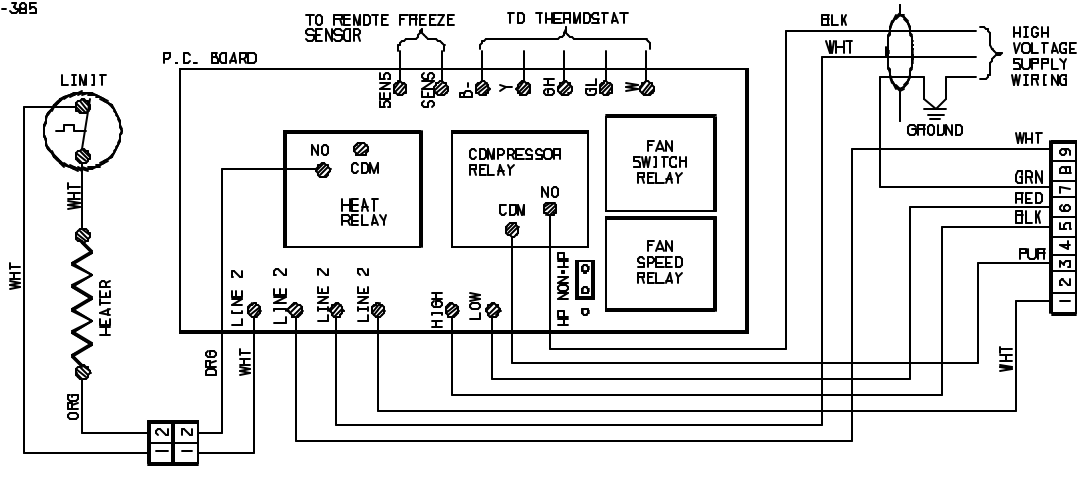 -385
TO REMOTE FREEZE
SENSOR
TO THERMOSTAT
P.C. BOARD
LIMIT
SENS
SENS
B-
Y
GH
GL
W
BLK
WHT
HIGH
VOLTAGE
SUPPLY
WIRING
GROUND
NO
COM
HEAT
RELAY
COMPRESSOR
RELAY
NO
COM
FAN
SWITCH
RELAY
FAN
SPEED
RELAY
WHT
GRN
RED
BLK
PUR
9
8
7
6
5
4
3
2
1
WHT
WHT
HEATER
ORG
LINE 2
LINE 2
LINE 2
LINE 2
HIGH
LOW
HP NON-HP
ORG
WHT
WHT
2 2
1 1